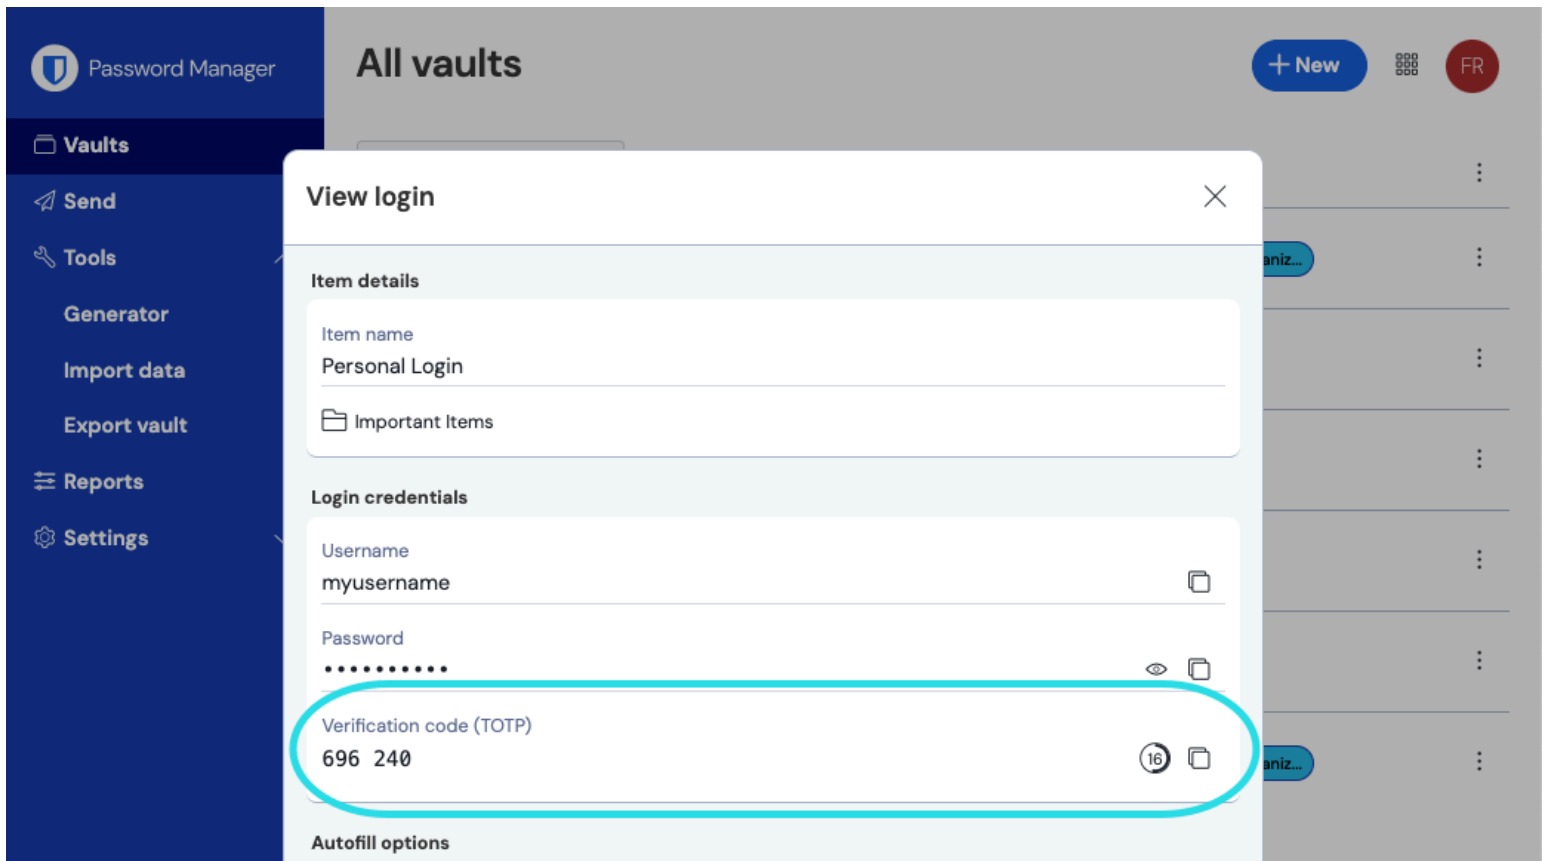 Password Manager
All vaults
New
FR
Vaults
Send
Tools
Generator
Import data
Export vault
Reports
Settings
View login
Item details
Item name
Personal Login
Important Items
Login credentials
Username
myusername
Password
••••••••••
Verification code (TOTP)
696 240
16
Autofill options
aniz...
aniz...